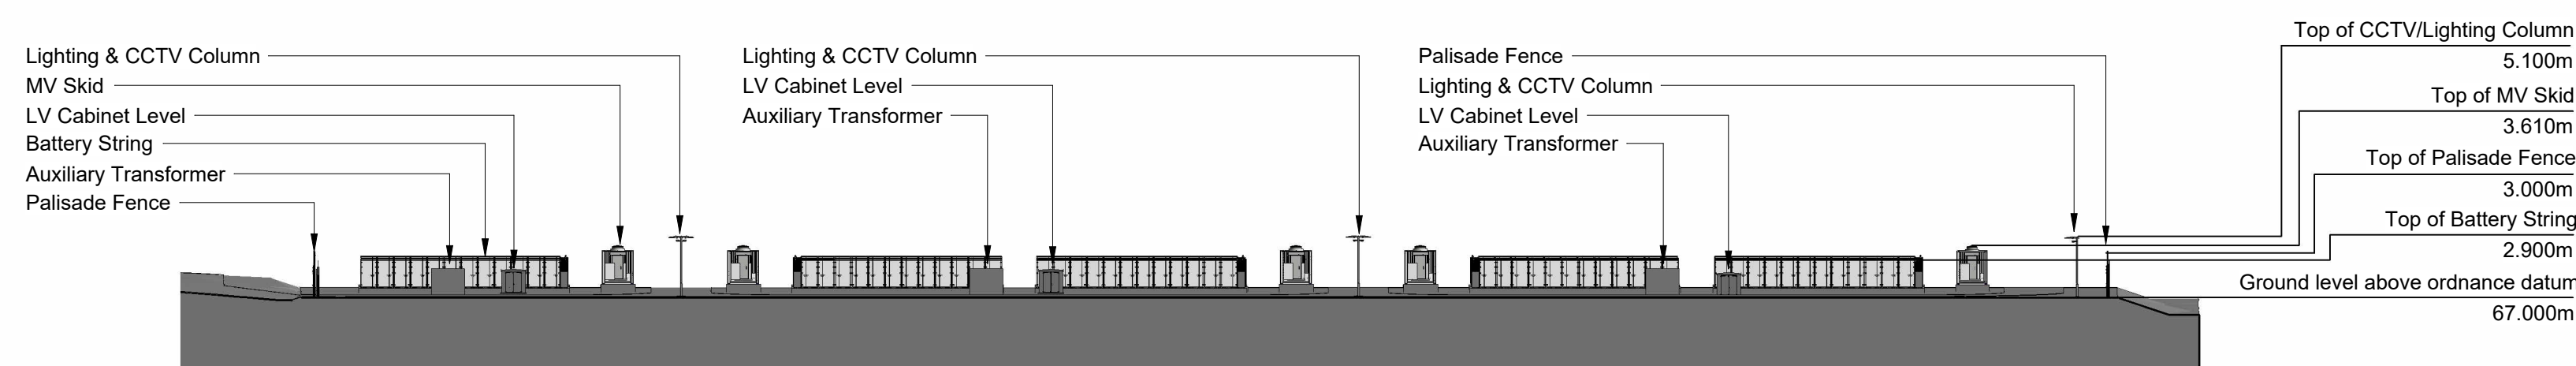 Lighting & CCTV Column
MV Skid
LV Cabinet Level
Battery String
Auxiliary Transformer
Palisade Fence
Lighting & CCTV Column
LV Cabinet Level
Auxiliary Transformer
Palisade Fence
Lighting & CCTV Column
LV Cabinet Level
Auxiliary Transformer
Top of CCTV/Lighting Column
5.100m
Top of MV Skid
3.610m
Top of Palisade Fence
3.000m
Top of Battery String
2.900m
Ground level above ordnance datum
67.000m